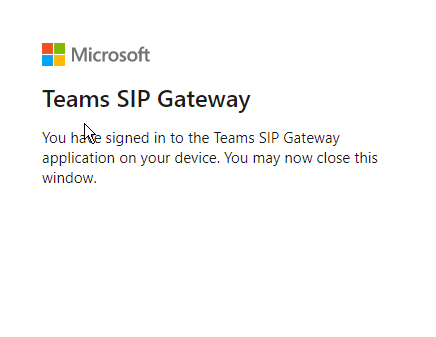 Microsoft
Teams SIP Gateway
You have signed in to the Teams SIP Gateway
application on your device. You may now close this
window.